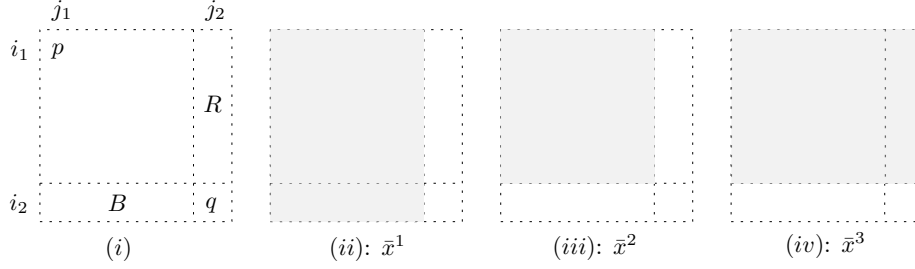 j₁ j₂
i₁ p
R
i₂ B q
(i) (ii): x̄¹ (iii): x̄² (iv): x̄³